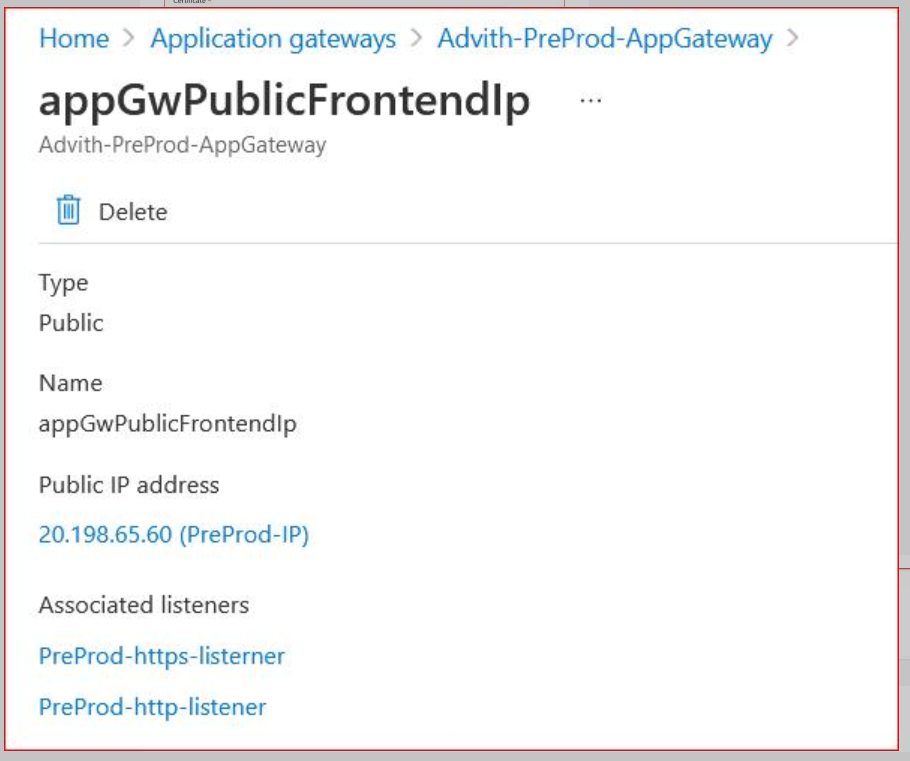 Certificate *
Home > Application gateways > Advith-PreProd-AppGateway >
appGwPublicFrontendIp ...
Advith-PreProd-AppGateway
Delete
Type
Public
Name
appGwPublicFrontendIp
Public IP address
20.198.65.60 (PreProd-IP)
Associated listeners
PreProd-https-listerner
PreProd-http-listener